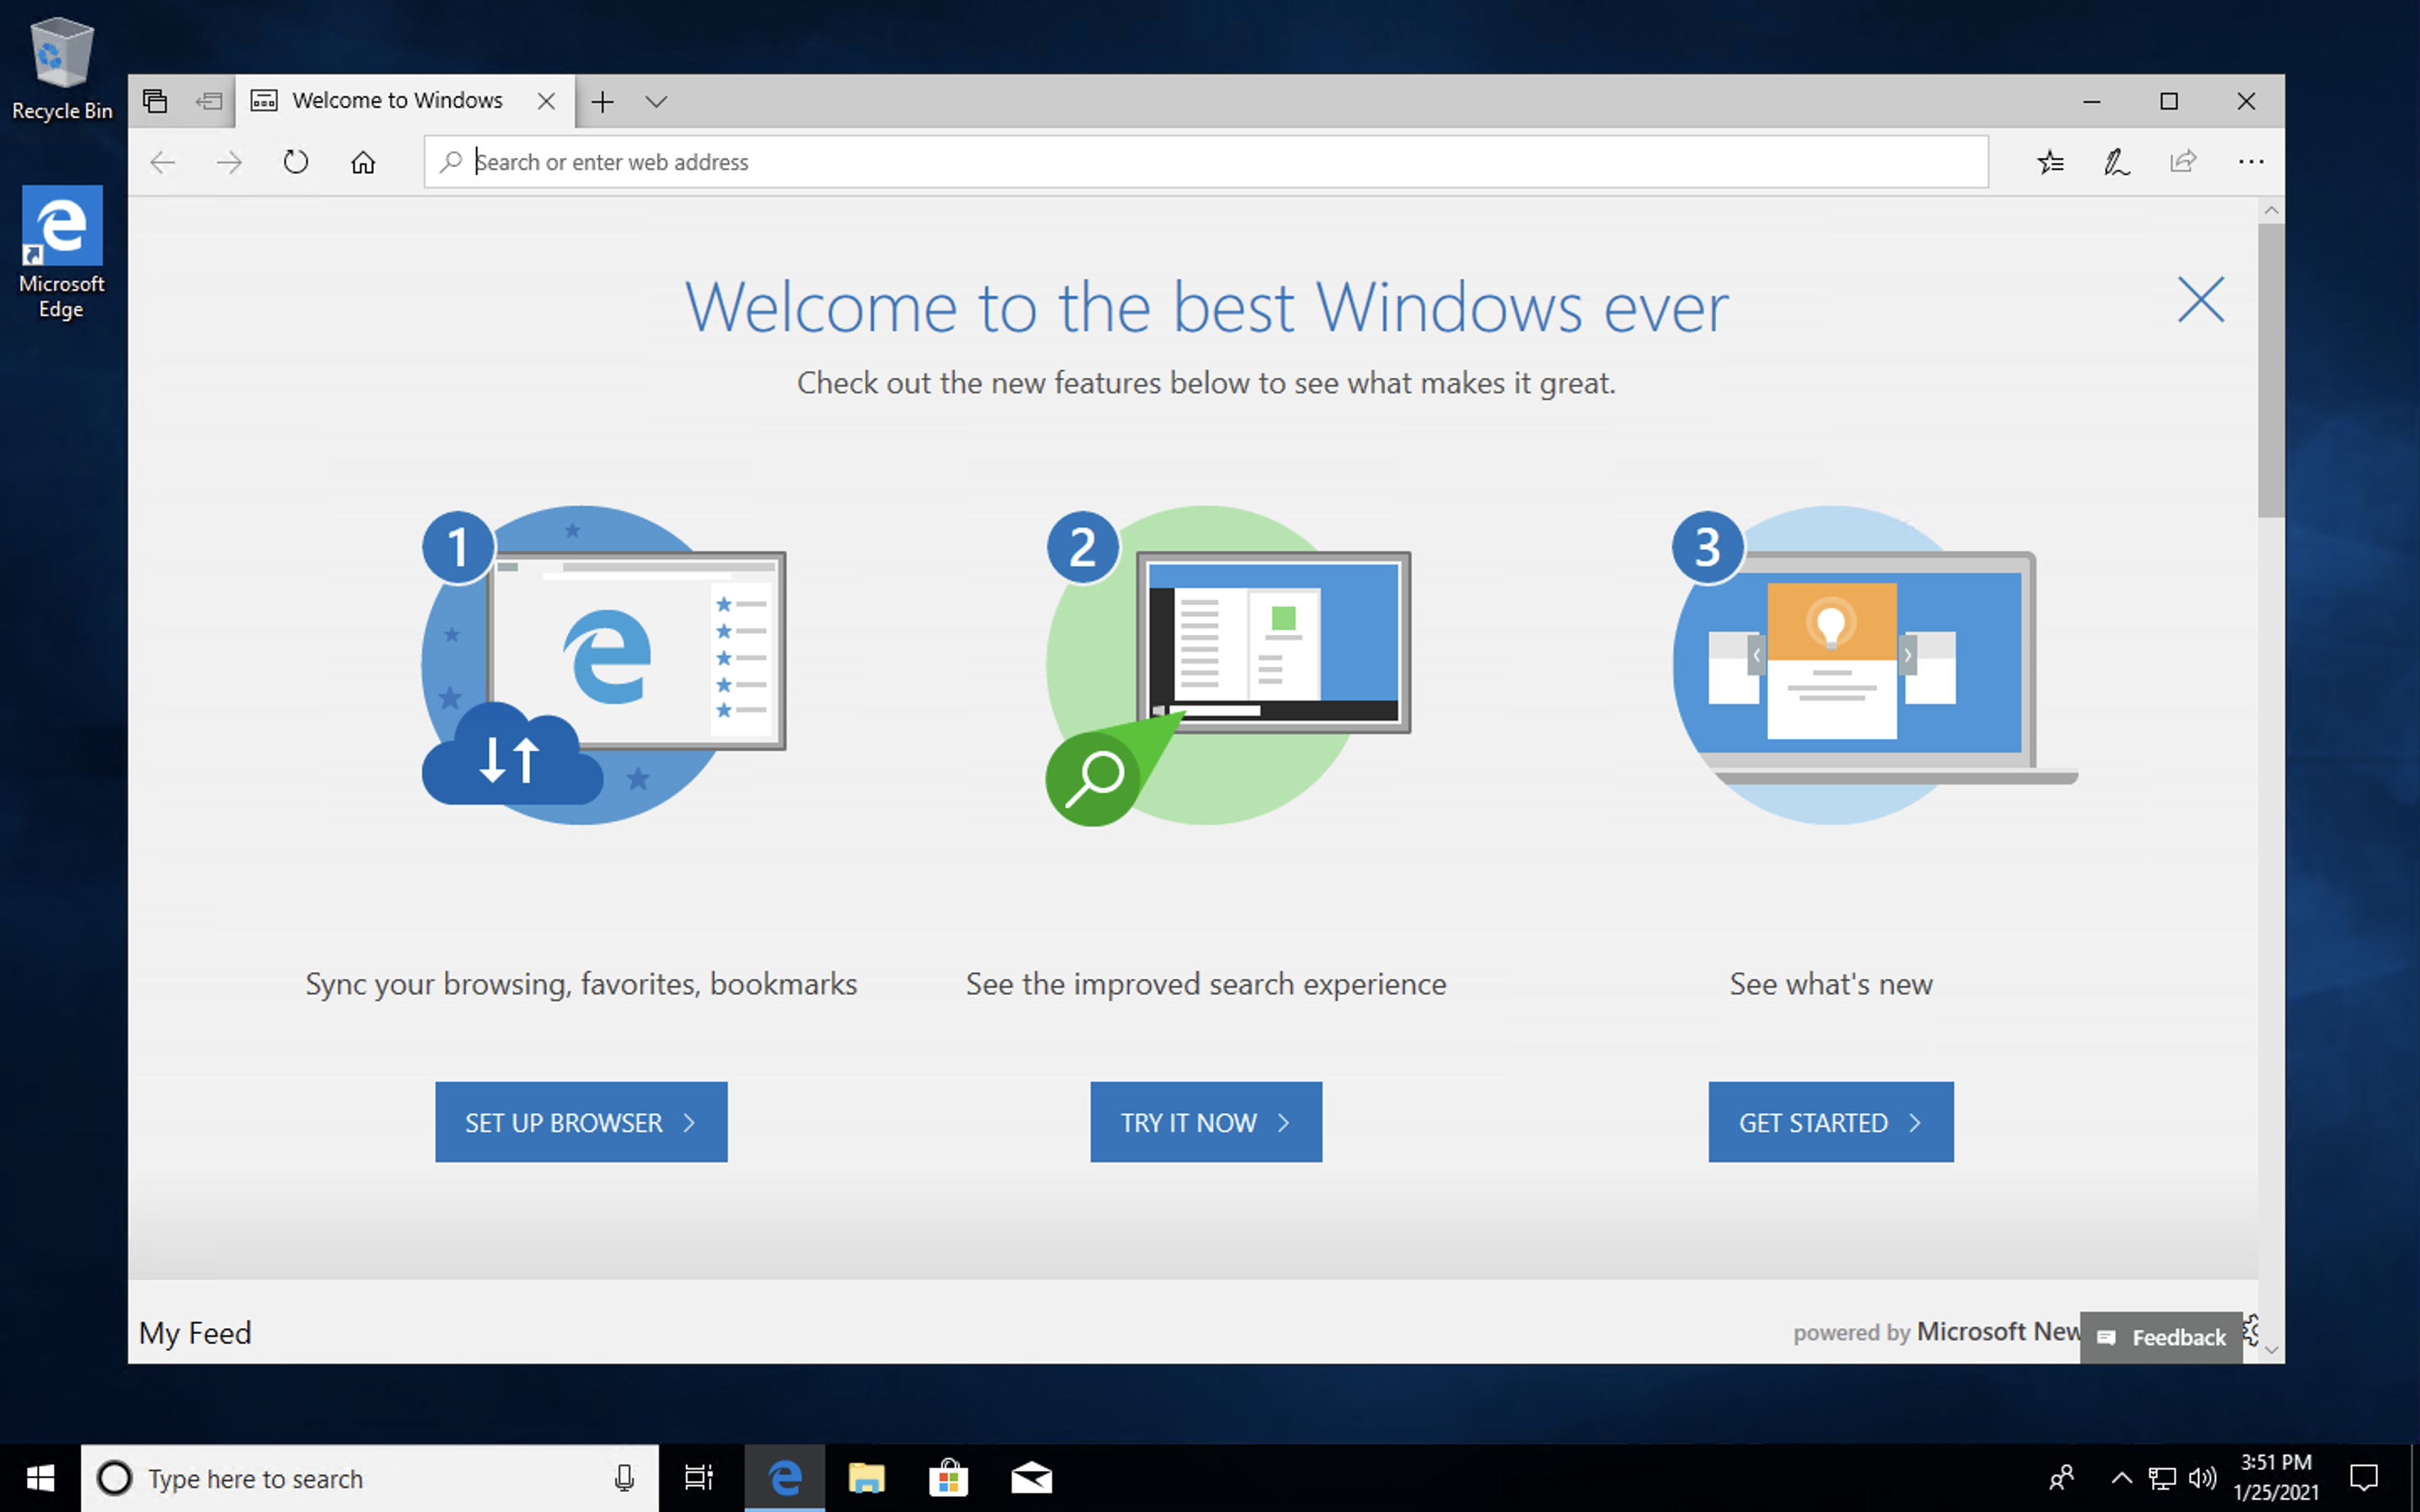 Recycle Bin
Microsoft
Edge
Welcome to Windows
Search or enter web address
Welcome to the best Windows ever
Check out the new features below to see what makes it great.
1
2
3
Sync your browsing, favorites, bookmarks
See the improved search experience
See what's new
SET UP BROWSER
TRY IT NOW
GET STARTED
My Feed
powered by Microsoft New
Feedback
Type here to search
3:51 PM
1/25/2021